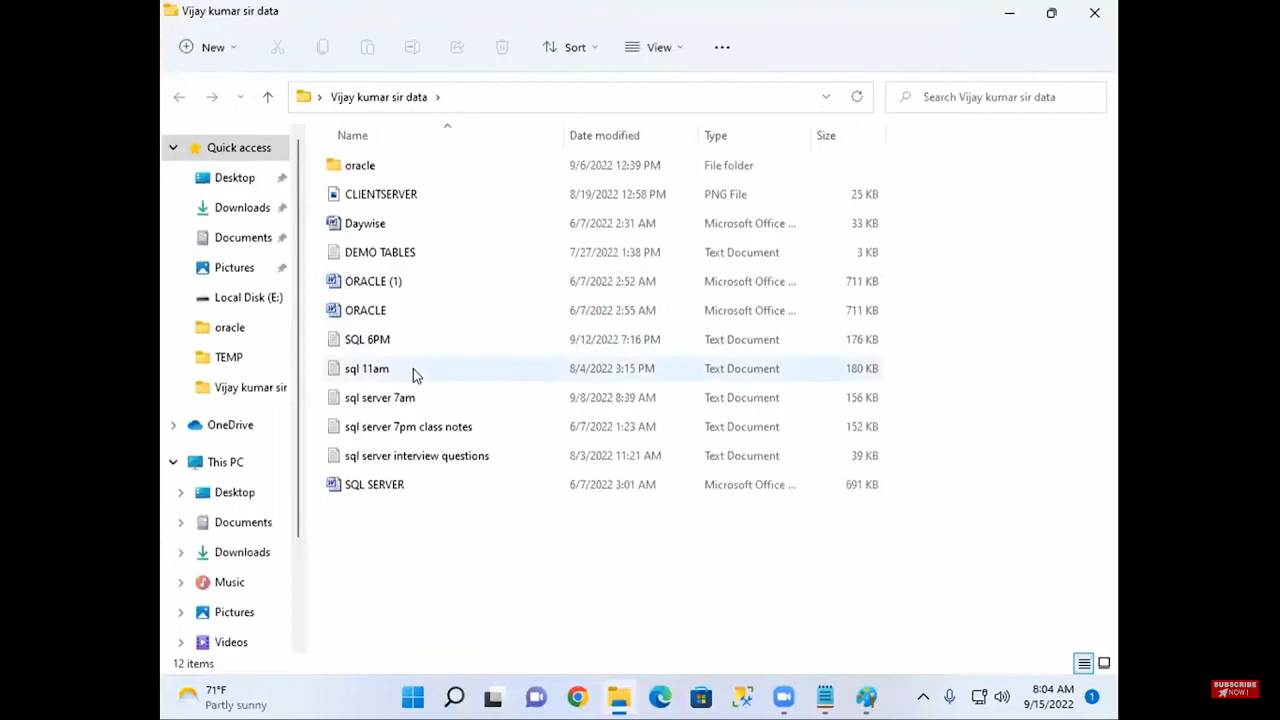 Vijay kumar sir data
New Sort View
Vijay kumar sir data Search Vijay kumar sir data
Name Date modified Type Size
Quick access
Desktop
Downloads
Documents
Pictures
Local Disk (E:)
oracle
TEMP
Vijay kumar sir
OneDrive
This PC
Desktop
Documents
Downloads
Music
Pictures
Videos
oracle 9/6/2022 12:39 PM File folder
CLIENTSERVER 8/19/2022 12:58 PM PNG File 25 KB
Daywise 6/7/2022 2:31 AM Microsoft Office ... 33 KB
DEMO TABLES 7/27/2022 1:38 PM Text Document 3 KB
ORACLE (1) 6/7/2022 2:52 AM Microsoft Office ... 711 KB
ORACLE 6/7/2022 2:55 AM Microsoft Office ... 711 KB
SQL 6PM 9/12/2022 7:16 PM Text Document 176 KB
sql 11am 8/4/2022 3:15 PM Text Document 180 KB
sql server 7am 9/8/2022 8:39 AM Text Document 156 KB
sql server 7pm class notes 6/7/2022 1:23 AM Text Document 152 KB
sql server interview questions 8/3/2022 11:21 AM Text Document 39 KB
SQL SERVER 6/7/2022 3:01 AM Microsoft Office ... 691 KB
12 items
71°F
Partly sunny
8:04 AM
9/15/2022
1
SUBSCRIBE
NOW!